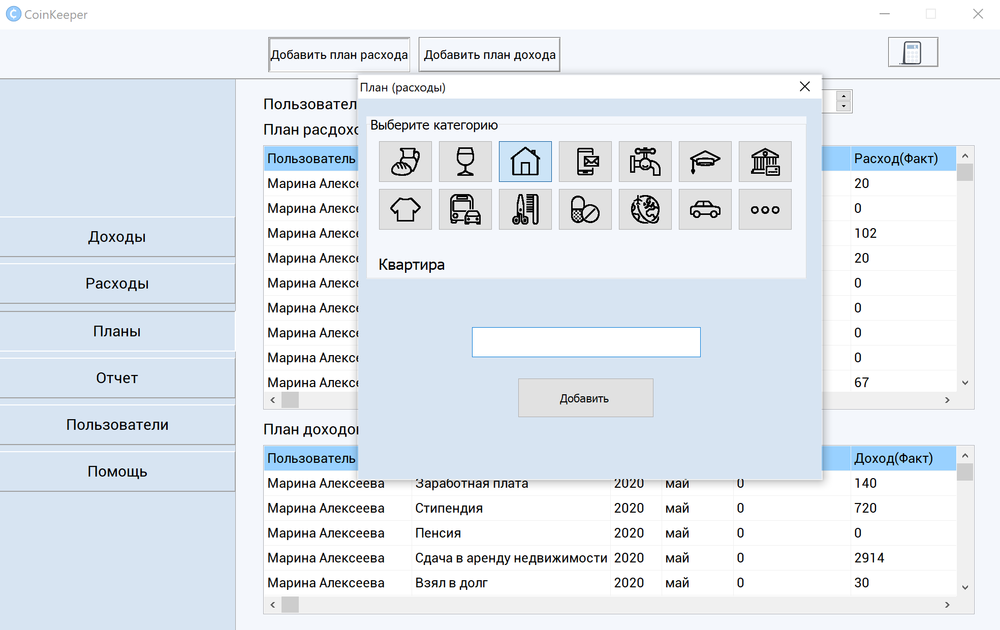 CoinKeeper
Добавить план расхода
Добавить план дохода
План (расходы)
Пользовател
Выберите категорию
План расдохо
Пользователь
Расход(Факт)
Марина Алексе
20
Марина Алексе
0
Марина Алексе
102
Марина Алексе
20
Марина Алексе
0
Марина Алексе
0
Марина Алексе
0
Марина Алексе
0
Марина Алексе
67
Квартира
Добавить
Доходы
Расходы
Планы
Отчет
Пользователи
Помощь
План доходо
Пользователь
Доход(Факт)
Марина Алексеева Заработная плата 2020 май 0 140
Марина Алексеева Стипендия 2020 май 0 720
Марина Алексеева Пенсия 2020 май 0 0
Марина Алексеева Сдача в аренду недвижимости 2020 май 0 2914
Марина Алексеева Взял в долг 2020 май 0 30